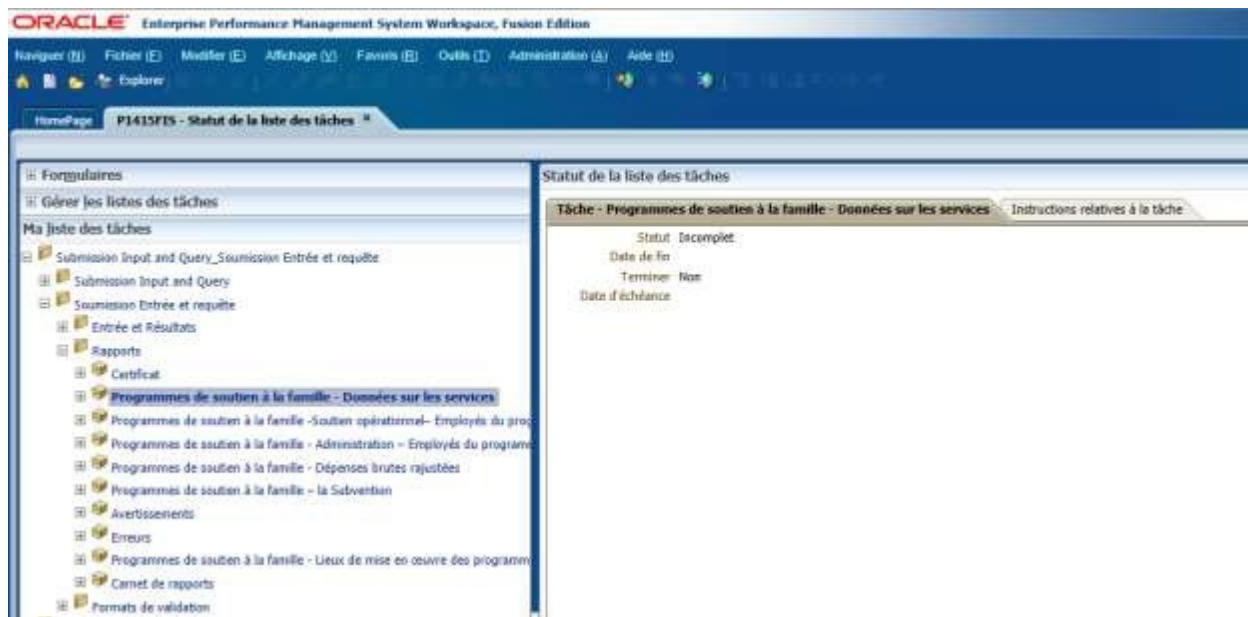 ORACLE Enterprise Performance Management System Workspace, Fusion Edition
Naviguer (N) Fichier (F) Modifier (E) Affichage (V) Favoris (R) Outils (T) Administration (A) Aide (H)
Explorer
HomePage P1415FIS - Statut de la liste des tâches
Formulaires
Gérer les listes des tâches
Ma liste des tâches
Submission Input and Query_Soumission Entrée et requête
Submission Input and Query
Soumission Entrée et requête
Entrée et Résultats
Rapports
Certificat
Programmes de soutien à la famille - Données sur les services
Programmes de soutien à la famille -Soutien opérationnel– Employés du prog
Programmes de soutien à la famille - Administration – Employés du programe
Programmes de soutien à la famille - Dépenses brutes rajustées
Programmes de soutien à la famille – la Subvention
Avertissements
Erreurs
Programmes de soutien à la famille - Lieux de mise en œuvre des programm
Carnet de rapports
Formats de validation
Statut de la liste des tâches
Tâche - Programmes de soutien à la famille - Données sur les services Instructions relatives à la tâche
Statut Incomplet
Date de fin
Terminer Non
Date d'échéance